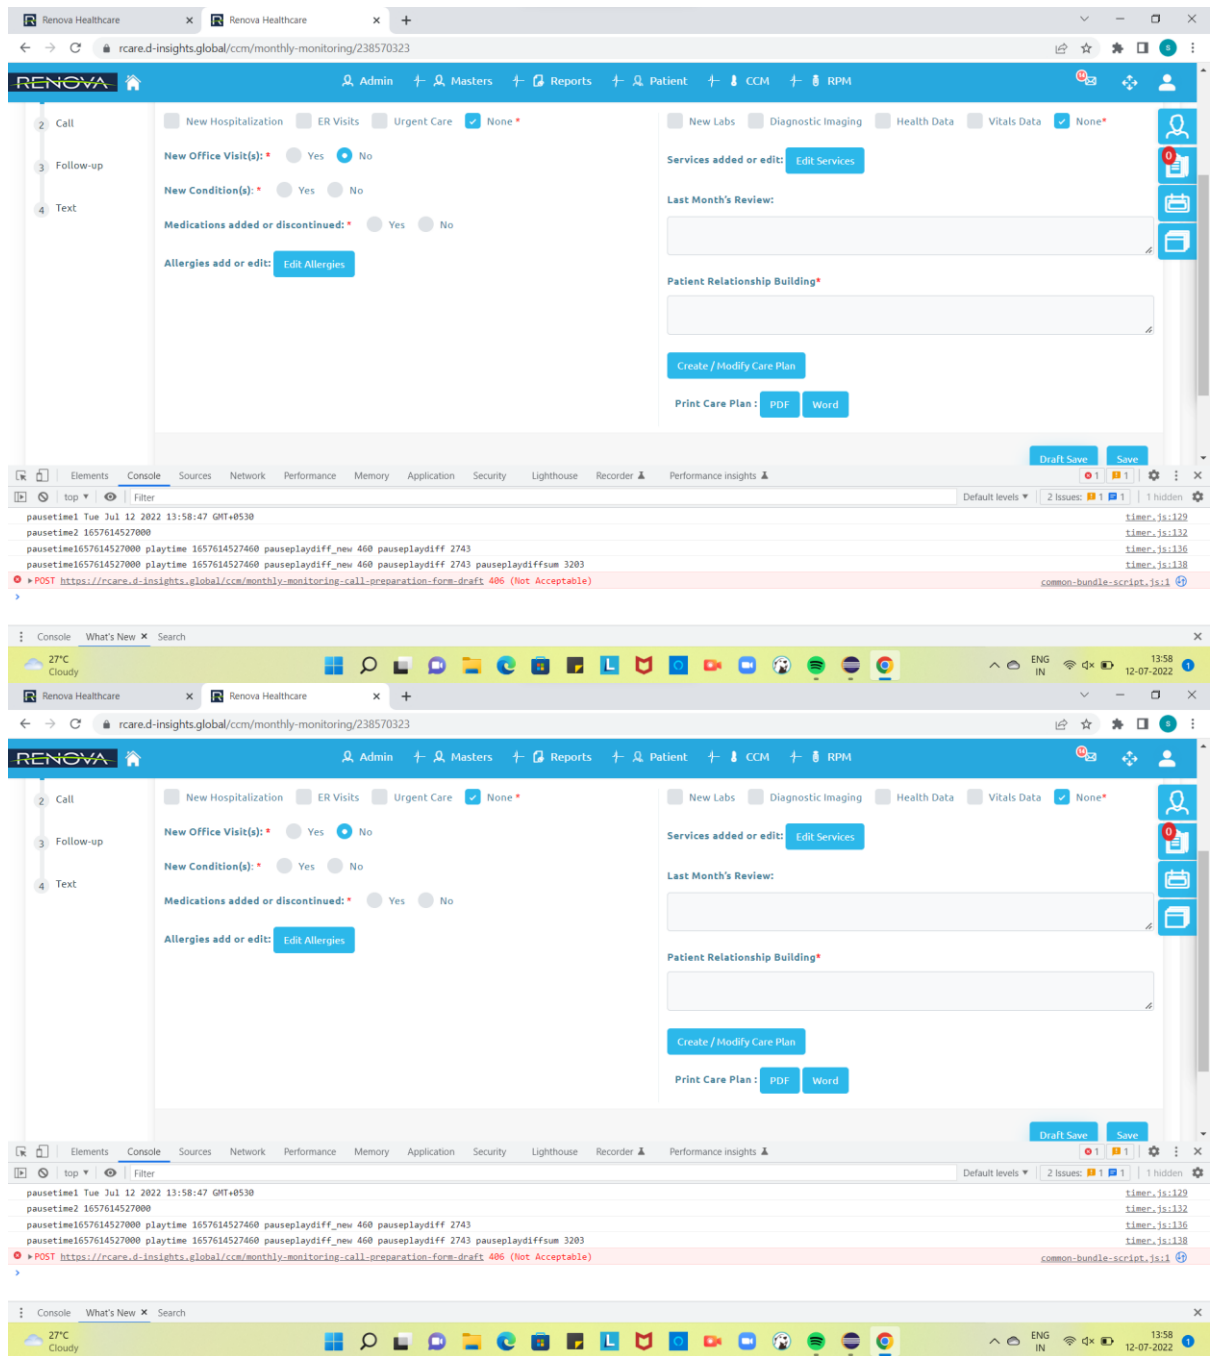 Renova Healthcare × Renova Healthcare × +
rcare.d-insights.global/ccm/monthly-monitoring/238570323 S
RENOVA Admin Masters Reports Patient CCM RPM 14
2 Call New Hospitalization ER Visits Urgent Care None * New Labs Diagnostic Imaging Health Data Vitals Data None*
3 Follow-up New Office Visit(s): * Yes No Services added or edit: Edit Services 0
4 Text New Condition(s): * Yes No Last Month's Review:
Medications added or discontinued: * Yes No
Allergies add or edit: Edit Allergies
Patient Relationship Building*
Create / Modify Care Plan
Print Care Plan : PDF Word
Draft Save Save
Elements Console Sources Network Performance Memory Application Security Lighthouse Recorder Performance insights 1 1
top ▼ Filter Default levels ▼ 2 Issues: 1 1 1 hidden
pausetime1 Tue Jul 12 2022 13:58:47 GMT+0530 timer.js:129
pausetime2 1657614527000 timer.js:132
pausetime1657614527000 playtime 1657614527460 pauseplaydiff_new 460 pauseplaydiff 2743 timer.js:136
pausetime1657614527000 playtime 1657614527460 pauseplaydiff 2743 pauseplaydiffsum 3203 timer.js:138
POST https://rcare.d-insights.global/ccm/monthly-monitoring-call-preparation-form-draft 406 (Not Acceptable) common-bundle-script.js:1
>
Console What's New × Search
27°C Cloudy L ENG IN 13:58 12-07-2022 1
Renova Healthcare × Renova Healthcare × +
rcare.d-insights.global/ccm/monthly-monitoring/238570323 S
RENOVA Admin Masters Reports Patient CCM RPM 14
2 Call New Hospitalization ER Visits Urgent Care None * New Labs Diagnostic Imaging Health Data Vitals Data None*
3 Follow-up New Office Visit(s): * Yes No Services added or edit: Edit Services 0
4 Text New Condition(s): * Yes No Last Month's Review:
Medications added or discontinued: * Yes No
Allergies add or edit: Edit Allergies
Patient Relationship Building*
Create / Modify Care Plan
Print Care Plan : PDF Word
Draft Save Save
Elements Console Sources Network Performance Memory Application Security Lighthouse Recorder Performance insights 1 1
top ▼ Filter Default levels ▼ 2 Issues: 1 1 1 hidden
pausetime1 Tue Jul 12 2022 13:58:47 GMT+0530 timer.js:129
pausetime2 1657614527000 timer.js:132
pausetime1657614527000 playtime 1657614527460 pauseplaydiff_new 460 pauseplaydiff 2743 timer.js:136
pausetime1657614527000 playtime 1657614527460 pauseplaydiff 2743 pauseplaydiffsum 3203 timer.js:138
POST https://rcare.d-insights.global/ccm/monthly-monitoring-call-preparation-form-draft 406 (Not Acceptable) common-bundle-script.js:1
>
Console What's New × Search
27°C Cloudy L ENG IN 13:58 12-07-2022 1